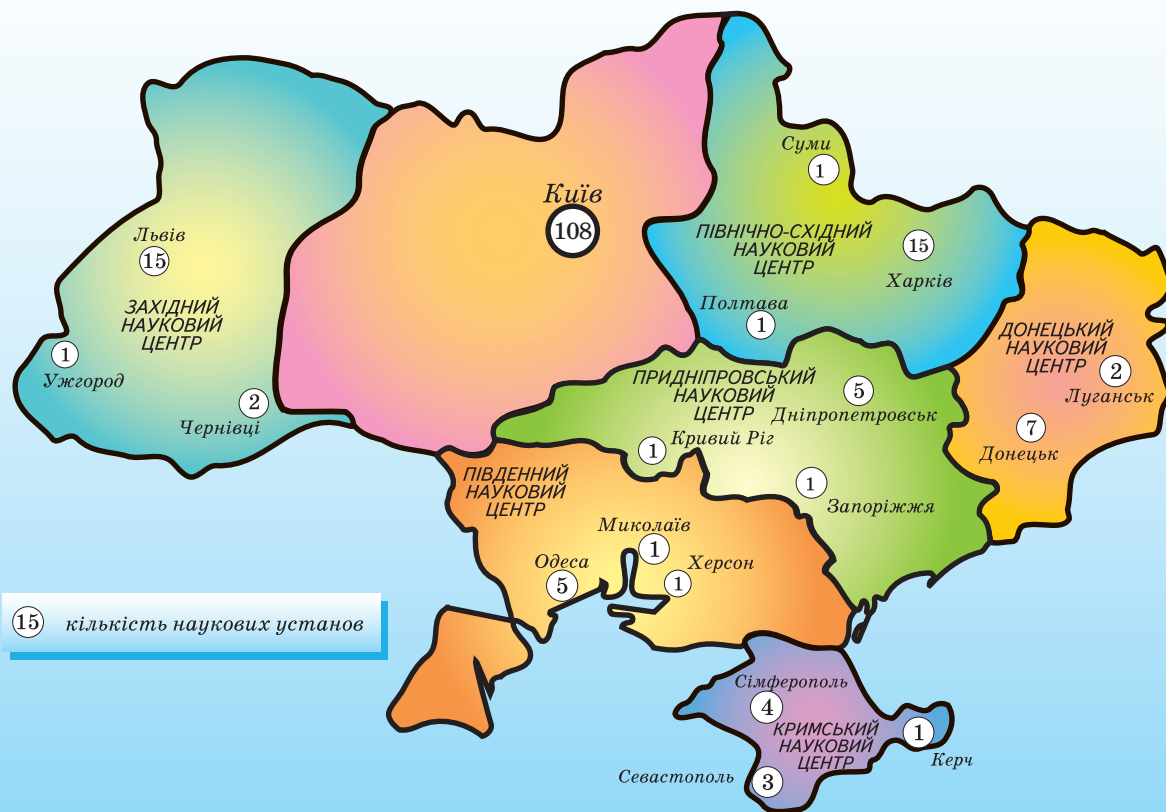 Суми
1
Київ
108
ПІВНІЧНО-СХІДНИЙ
НАУКОВИЙ
ЦЕНТР
15
Харків
Полтава
1
Львів
15
ЗАХІДНИЙ
НАУКОВИЙ
ЦЕНТР
1
Ужгород
2
Чернівці
ДОНЕЦЬКИЙ
НАУКОВИЙ
ЦЕНТР
2
Луганськ
7
Донецьк
ПРИДНІПРОВСЬКИЙ
НАУКОВИЙ
ЦЕНТР
5
Дніпропетровськ
1
Кривий Ріг
1
Запоріжжя
ПІВДЕННИЙ
НАУКОВИЙ
ЦЕНТР
Миколаїв
1
Одеса
5
Херсон
1
15 кількість наукових установ
Сімферополь
4
КРИМСЬКИЙ
НАУКОВИЙ
ЦЕНТР
1
Керч
Севастополь
3